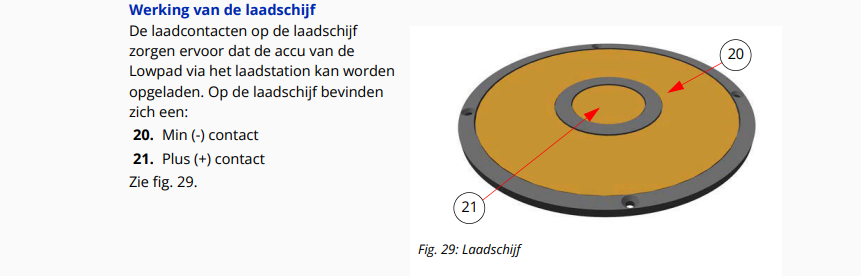 Werking van de laadschijf
De laadcontacten op de laadschijf
zorgen ervoor dat de accu van de
Lowpad via het laadstation kan worden
opgeladen. Op de laadschijf bevinden
zich een:
20. Min (-) contact
21. Plus (+) contact
Zie fig. 29.
20
21
Fig. 29: Laadschijf